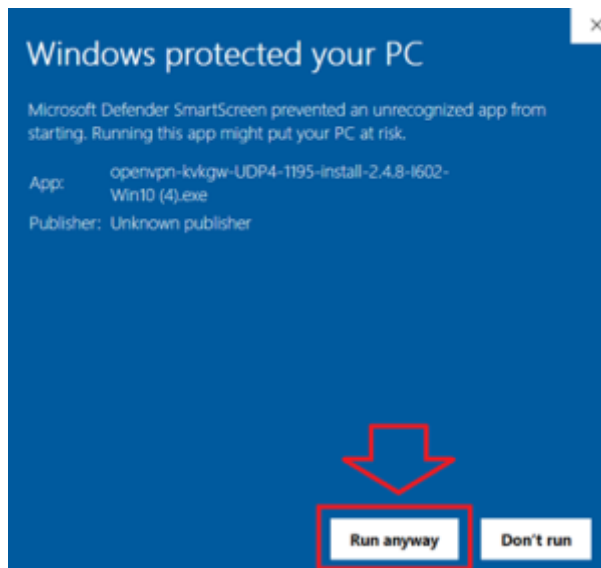 Windows protected your PC
Microsoft Defender SmartScreen prevented an unrecognized app from
starting. Running this app might put your PC at risk.
App: openvpn-kvkgw-UDP4-1195-install-2.4.8-I602-
Win10 (4).exe
Publisher: Unknown publisher
Run anyway Don't run